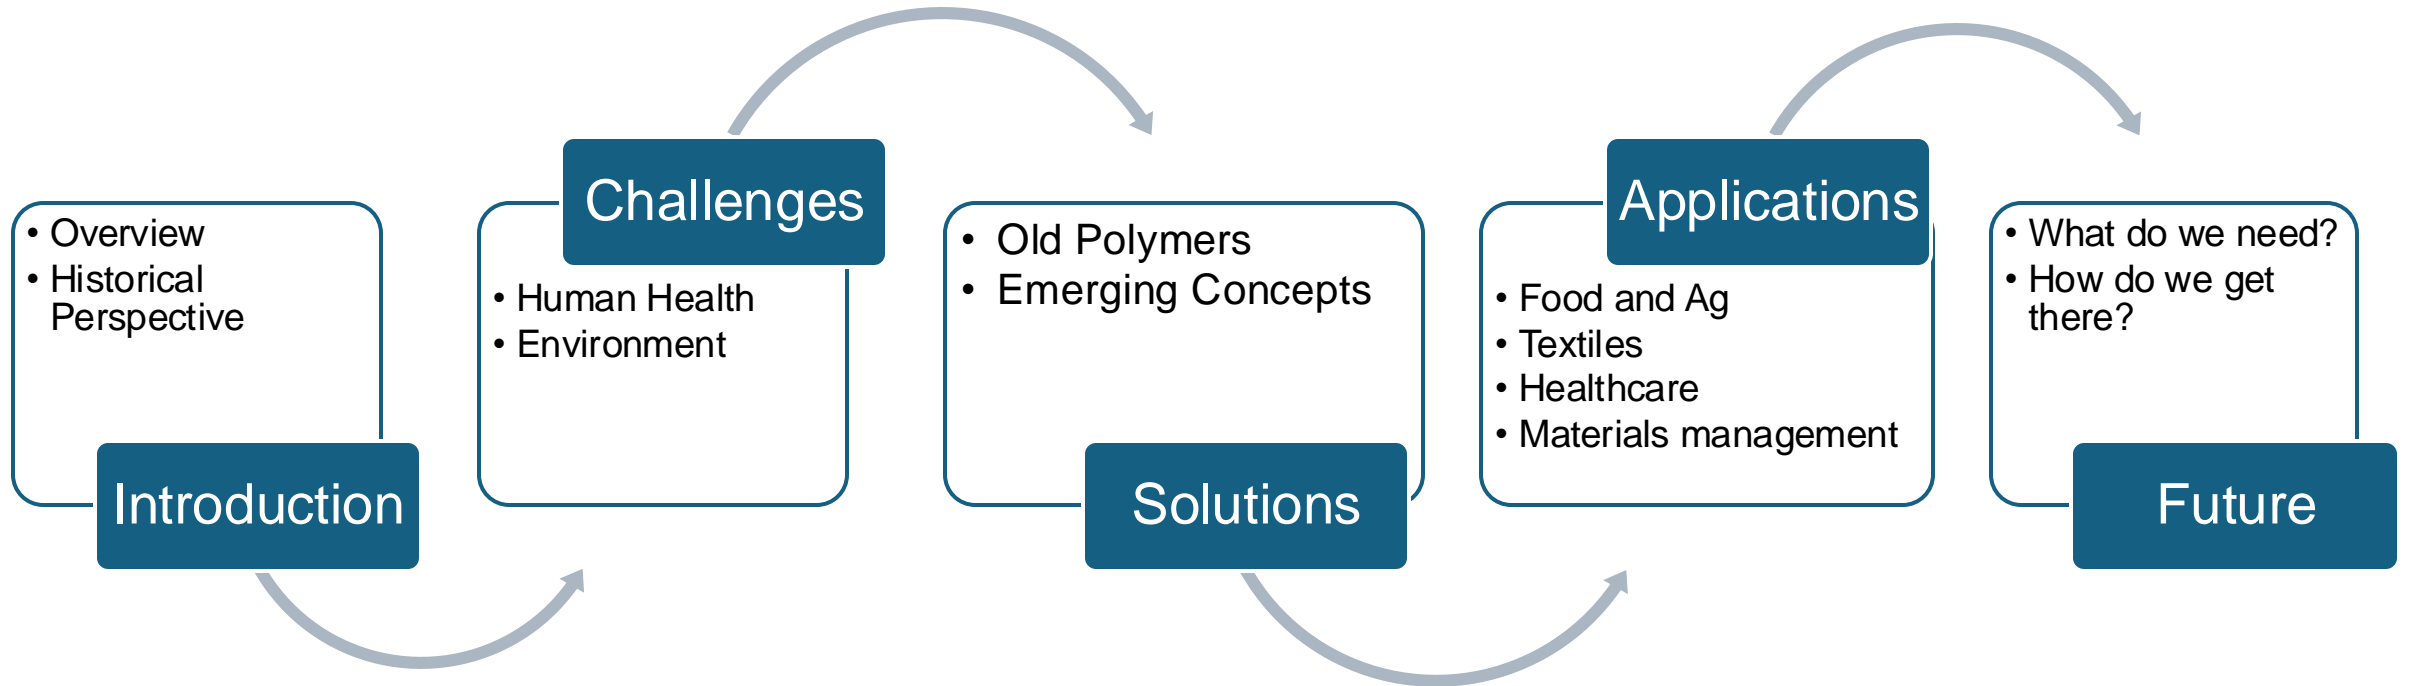 • Overview
• Historical
Perspective
Introduction
Challenges
• Human Health
• Environment
• Old Polymers
• Emerging Concepts
Solutions
Applications
• Food and Ag
• Textiles
• Healthcare
• Materials management
• What do we need?
• How do we get
there?
Future